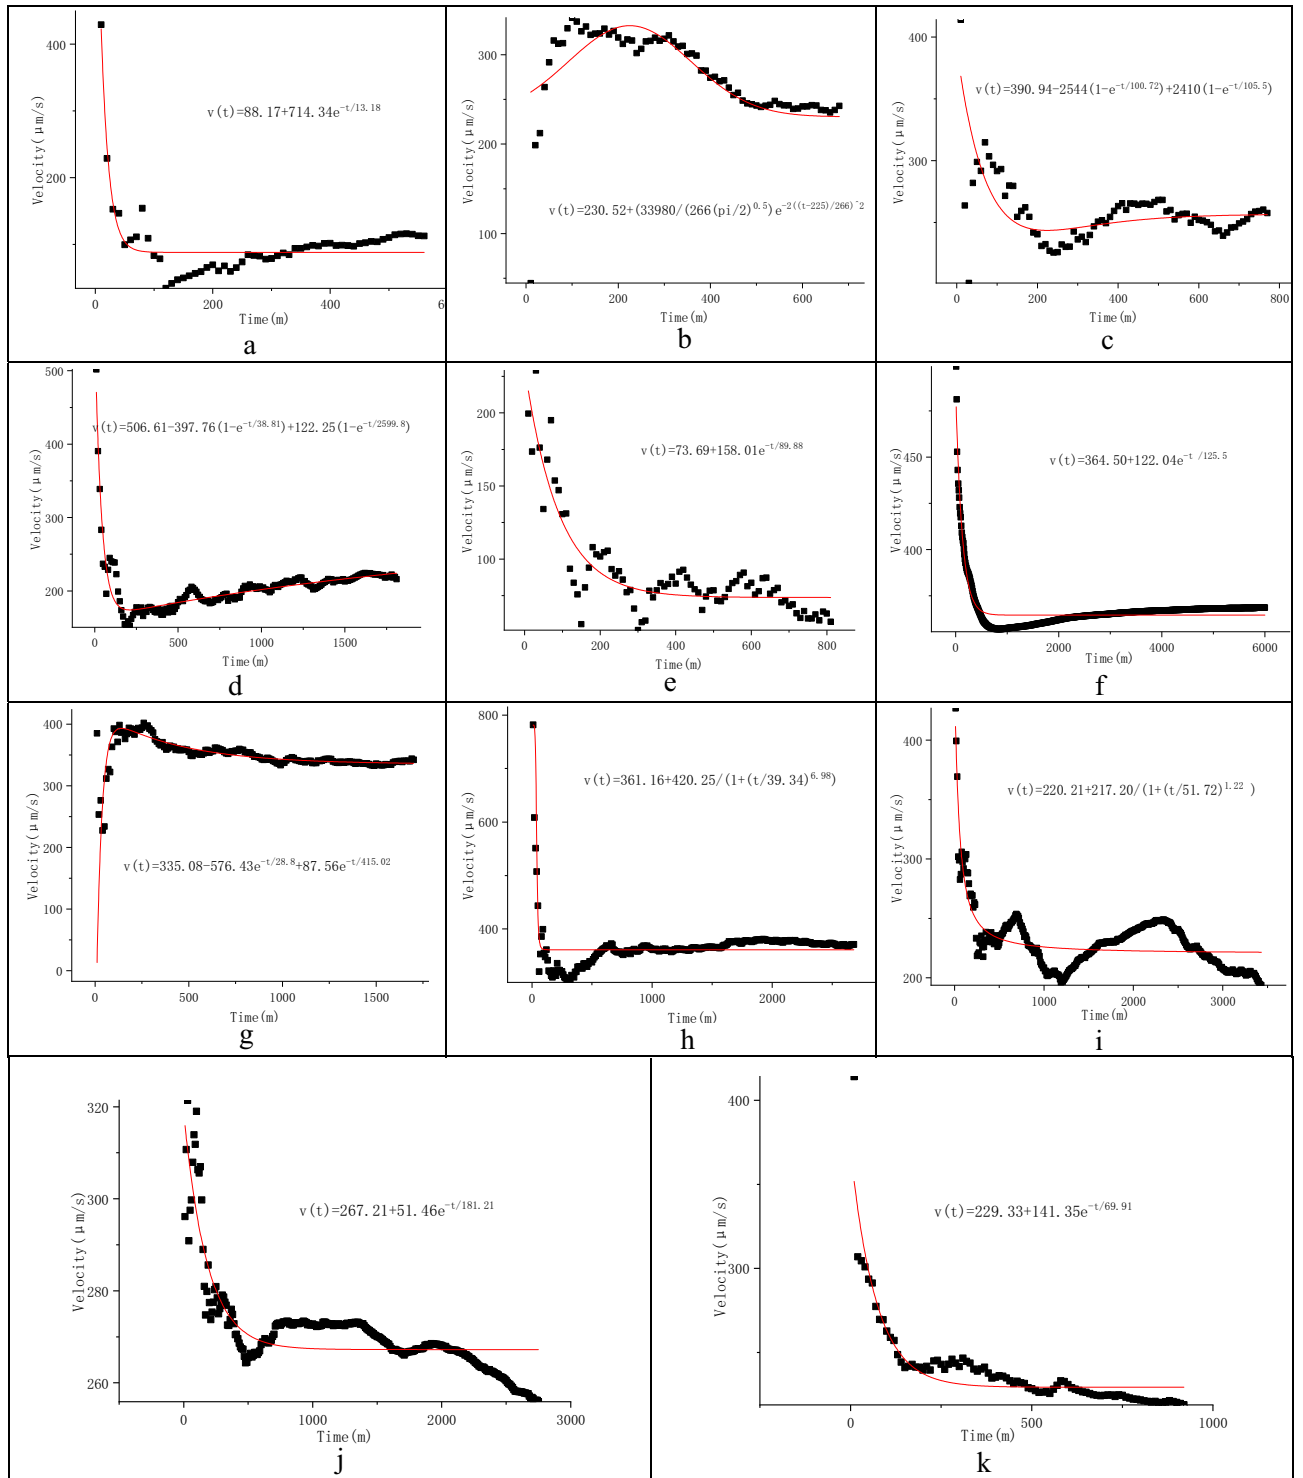 400
200
Velocity(μm/s)
v(t)=88.17+714.34e^{-t/13.18}
0
200
400
6
Time(m)
a
300
200
100
Velocity(μm/s)
v(t)=230.52+(33980/(266(pi/2)^{0.5})e^{-2((t-225)/266)^2}
0
200
400
600
Time(m)
b
400
300
Velocity(μm/s)
v(t)=390.94-2544(1-e^{-t/100.72})+2410(1-e^{-t/105.5})
0
200
400
600
800
Time(m)
c
500
400
300
200
Velocity(μm/s)
v(t)=506.61-397.76(1-e^{-t/38.81})+122.25(1-e^{-t/2599.8})
0
500
1000
1500
Time(m)
d
200
100
Velocity(μm/s)
v(t)=73.69+158.01e^{-t/89.88}
0
200
400
600
800
Time(m)
e
450
400
Velocity(μm/s)
v(t)=364.50+122.04e^{-t /125.5}
0
2000
4000
6000
Time(m)
f
400
300
200
100
0
Velocity(μm/s)
v(t)=335.08-576.43e^{-t/28.8}+87.56e^{-t/415.02}
0
500
1000
1500
Time(m)
g
800
600
400
Velocity(μm/s)
v(t)=361.16+420.25/(1+(t/39.34)^{6.98})
0
1000
2000
Time(m)
h
400
300
200
Velocity(μm/s)
v(t)=220.21+217.20/(1+(t/51.72)^{1.22} )
0
1000
2000
3000
Time(m)
i
320
300
280
260
Velocity(μm/s)
v(t)=267.21+51.46e^{-t/181.21}
0
1000
2000
3000
Time(m)
j
400
300
Velocity(μm/s)
v(t)=229.33+141.35e^{-t/69.91}
0
500
1000
Time(m)
k